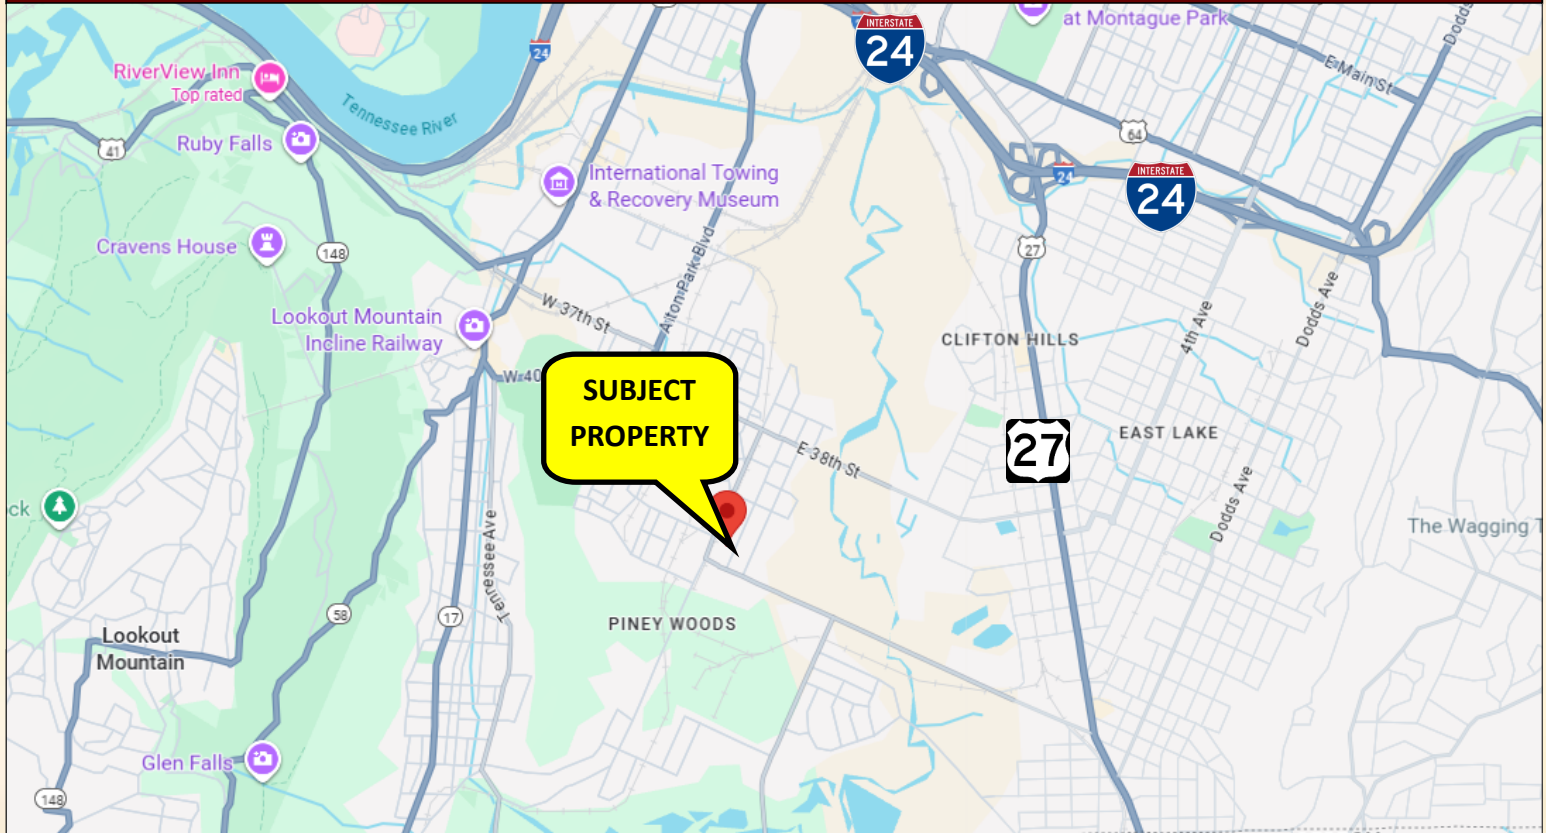 at Montague Park
INTERSTATE
24
Dodds
RiverView Inn
Top rated
24
E Main St
Tennessee River
Ruby Falls
41
64
International Towing
& Recovery Museum
24
INTERSTATE
24
Cravens House
148
27
Alton Park Blvd
W 37th St
Lookout Mountain
Incline Railway
4th Ave
Dodds Ave
CLIFTON HILLS
W 40
SUBJECT
PROPERTY
EAST LAKE
27
E 38th St
Dodds Ave
ck
The Wagging T
Tennessee Ave
58
17
PINEY WOODS
Lookout
Mountain
Glen Falls
148